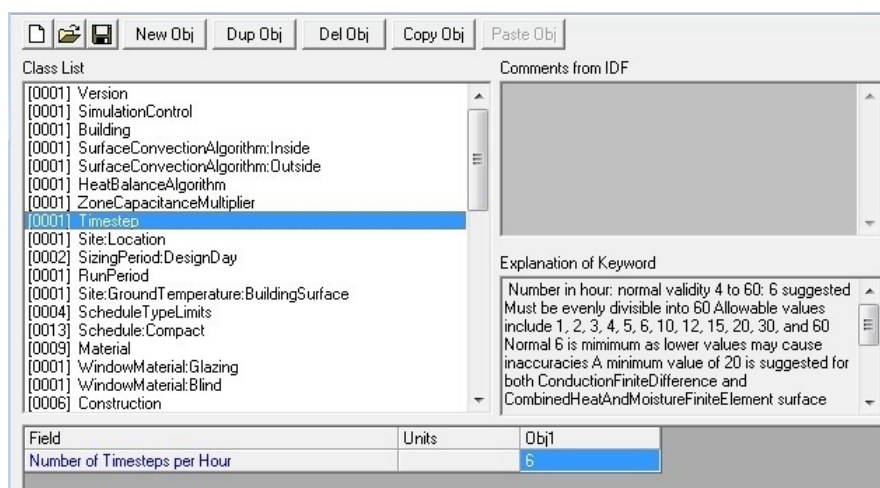 New Obj Dup Obj Del Obj Copy Obj Paste Obj
Class List
[0001] Version
[0001] SimulationControl
[0001] Building
[0001] SurfaceConvectionAlgorithm:Inside
[0001] SurfaceConvectionAlgorithm:Outside
[0001] HeatBalanceAlgorithm
[0001] ZoneCapacitanceMultiplier
[0001] Timestep
[0001] Site:Location
[0002] SizingPeriod:DesignDay
[0001] RunPeriod
[0001] Site:GroundTemperature:BuildingSurface
[0004] ScheduleTypeLimits
[0013] Schedule:Compact
[0009] Material
[0001] WindowMaterial:Glazing
[0001] WindowMaterial:Blind
[0006] Construction
Comments from IDF
Explanation of Keyword
Number in hour: normal validity 4 to 60: 6 suggested
Must be evenly divisible into 60 Allowable values
include 1, 2, 3, 4, 5, 6, 10, 12, 15, 20, 30, and 60
Normal 6 is mimimum as lower values may cause
inaccuracies A minimum value of 20 is suggested for
both ConductionFiniteDifference and
CombinedHeatAndMoistureFiniteElement surface
Field Units Obj1
Number of Timesteps per Hour 6